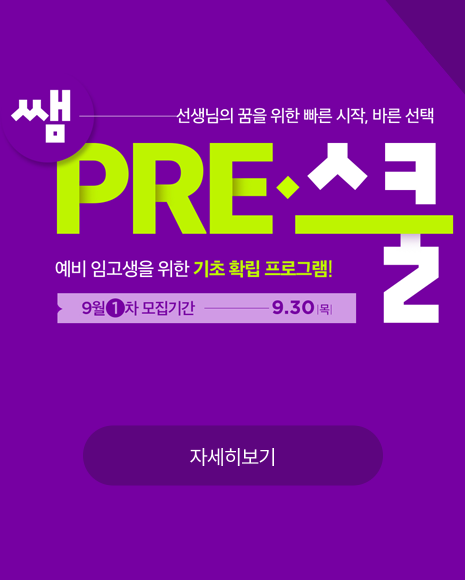 쌤
선생님의 꿈을 위한 빠른 시작, 바른 선택
PRE·스쿨
예비 임고생을 위한 기초 확립 프로그램!
9월 1차 모집기간 9.30 |목|
자세히보기